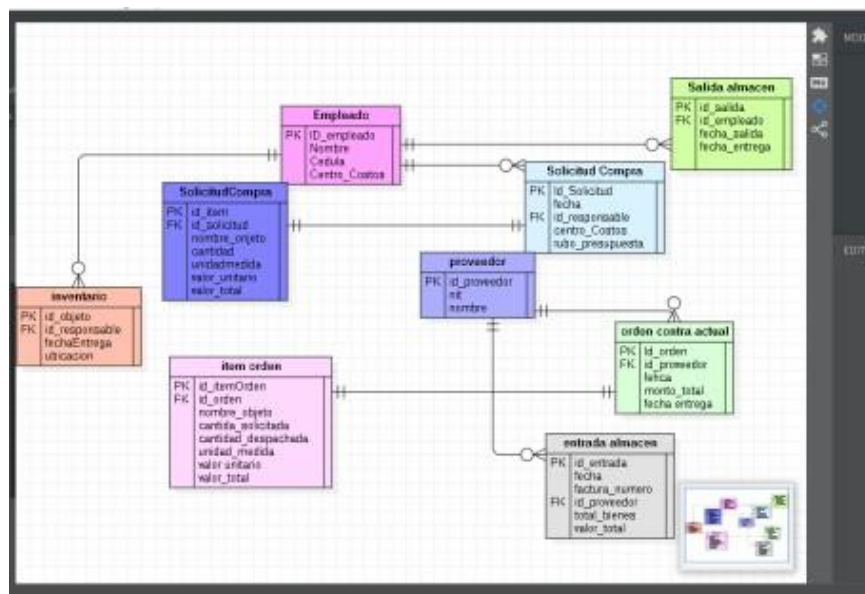 Salida almacen
PK id_salida
FK id_empleado
fecha_salida
fecha_entrega
Empleado
PK ID_empleado
Nombre
Cedula
Centro_Costos
Solicitud Compra
PK Id_Solicitud
fecha
FK id_responsable
centro_Costos
rubo_presupuesta
SolicitudCompra
PK id_item
FK id_solicitud
nombre_onjeto
cantidad
unidadmedida
valor_unitario
valor_total
proveedor
PK id_proveedor
nit
nombre
inventario
PK id_objeto
FK id_responsable
fechaEntrega
ubicacion
orden contra actual
PK Id_orden
FK id_proveedor
fehca
monto_total
fecha entrega
item orden
PK id_itemOrden
FK id_orden
nombre_objeto
cantida_solicitada
cantidad_despachada
unidad_medida
valor unitario
valor_total
entrada almacen
PK id_entrada
fecha
factura_numero
FK id_proveedor
total_bienes
valor_total